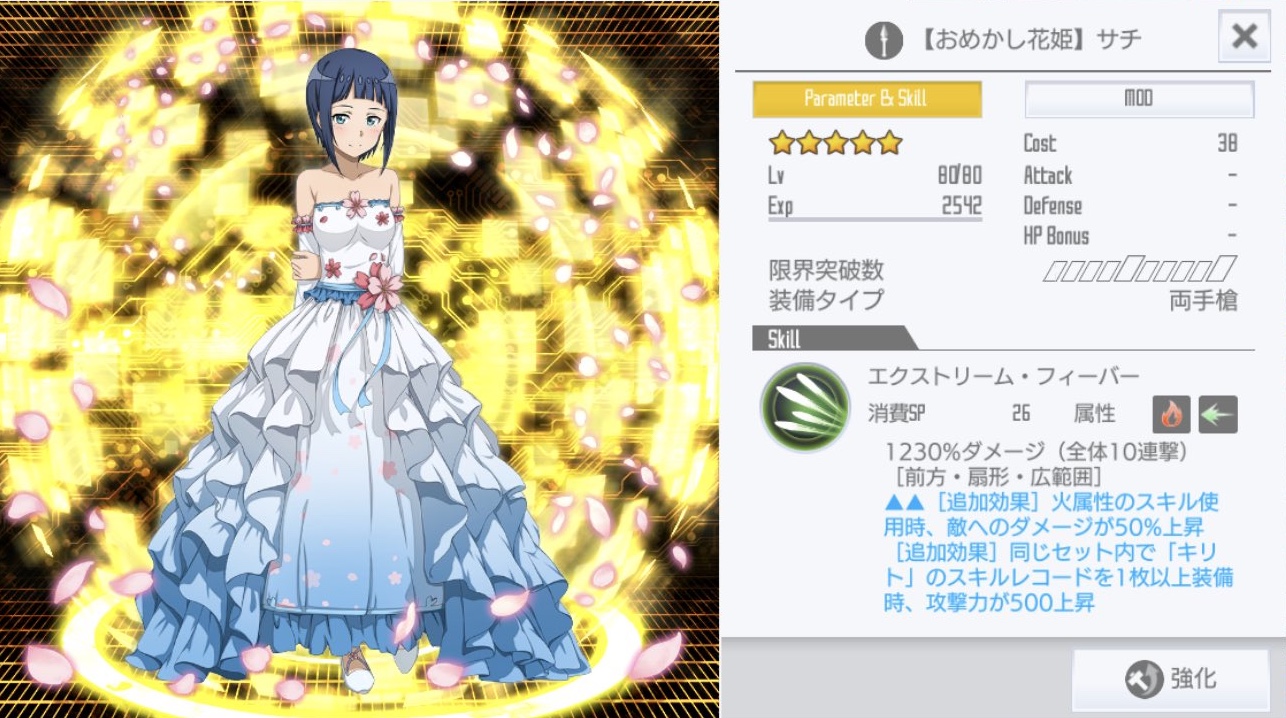 【おめかし花姫】サチ
Parameter & Skill
MOD
Lv 80/80
Exp 2542
Cost 38
Attack -
Defense -
HP Bonus -
限界突破数
装備タイプ 両手槍
Skill
エクストリーム・フィーバー
消費SP 26 属性
1230%ダメージ（全体10連撃）
［前方・扇形・広範囲］
▲▲［追加効果］火属性のスキル使
用時、敵へのダメージが50%上昇
［追加効果］同じセット内で「キリ
ト」のスキルレコードを1枚以上装備
時、攻撃力が500上昇
強化